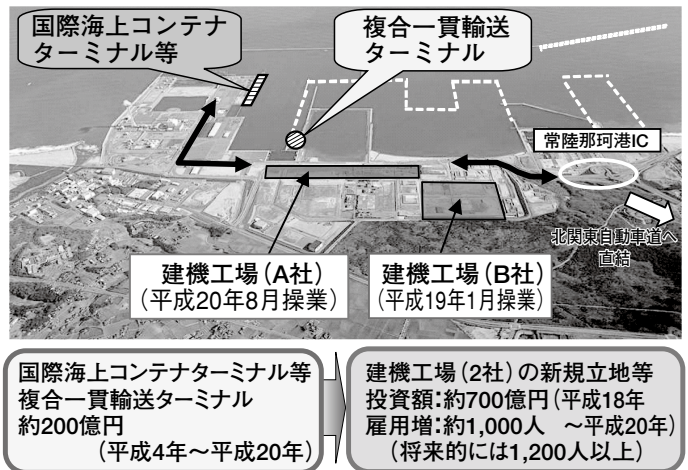 国際海上コンテナ
ターミナル等
複合一貫輸送
ターミナル
常陸那珂港IC
北関東自動車道へ
直結
建機工場（A社）
（平成20年8月操業）
建機工場（B社）
（平成19年1月操業）
国際海上コンテナターミナル等
複合一貫輸送ターミナル
約200億円
（平成4年〜平成20年）
建機工場（2社）の新規立地等
投資額：約700億円（平成18年
雇用増：約1,000人　〜平成20年）
（将来的には1,200人以上）